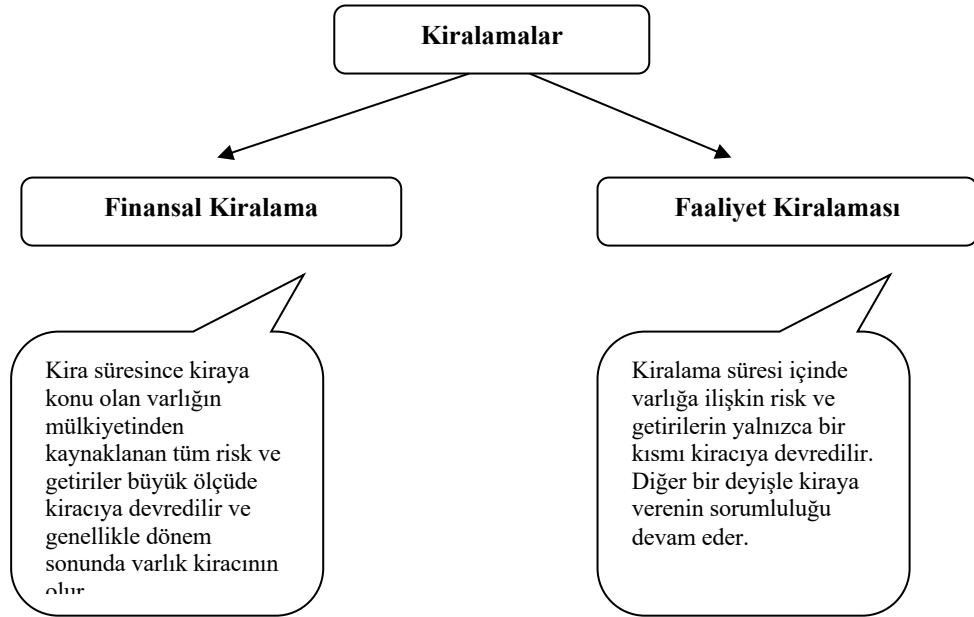 Kiralamalar
Finansal Kiralama
Faaliyet Kiralaması
Kira süresince kiraya
konu olan varlığın
mülkiyetinden
kaynaklanan tüm risk ve
getiriler büyük ölçüde
kiracıya devredilir ve
genellikle dönem
sonunda varlık kiracının
olur
Kiralama süresi içinde
varlığa ilişkin risk ve
getirilerin yalnızca bir
kısmı kiracıya devredilir.
Diğer bir deyişle kiraya
verenin sorumluluğu
devam eder.